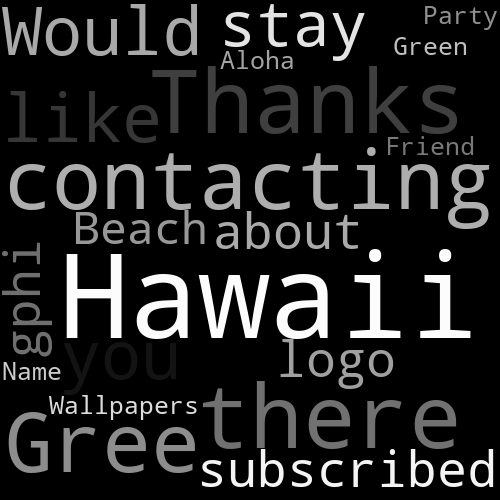 Would stay Party
Aloha Green
like Thanks
Friend
contacting
Beach about
gphi Hawaii
you logo
Name
Wallpapers
Gree there
subscribed